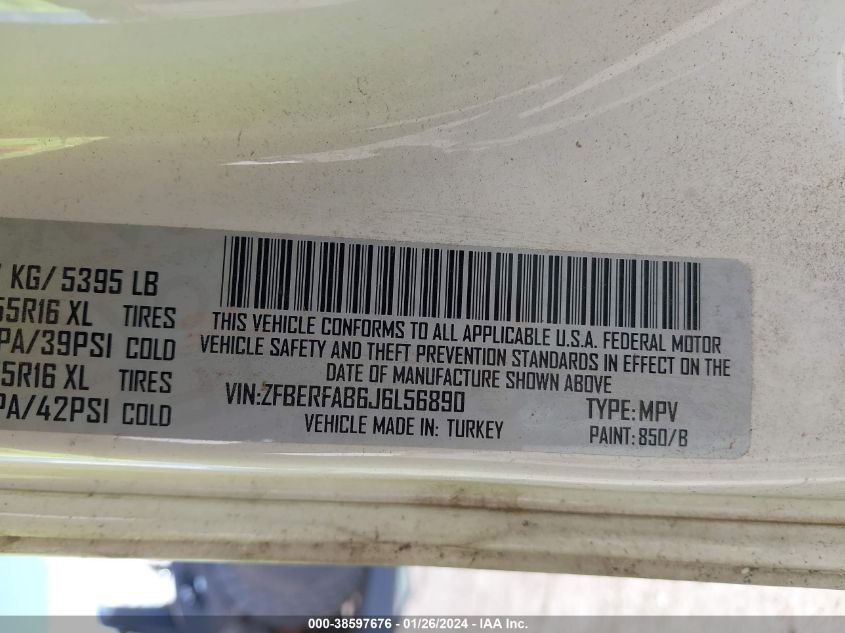 KG/ 5395 LB
55R16 XL TIRES
PA/39PSI COLD
5R16 XL TIRES
PA/42PSI COLD
THIS VEHICLE CONFORMS TO ALL APPLICABLE U.S.A. FEDERAL MOTOR
VEHICLE SAFETY AND THEFT PREVENTION STANDARDS IN EFFECT ON THE
DATE OF MANUFACTURE SHOWN ABOVE
VIN:ZFBERFAB6J6L56890 TYPE:MPV
VEHICLE MADE IN: TURKEY PAINT:850/B
000-38597676 - 01/26/2024 - IAA Inc.